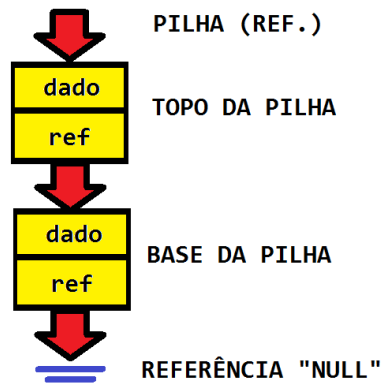 PILHA (REF.)
dado
TOPO DA PILHA
ref
dado
BASE DA PILHA
ref
REFERÊNCIA "NULL"